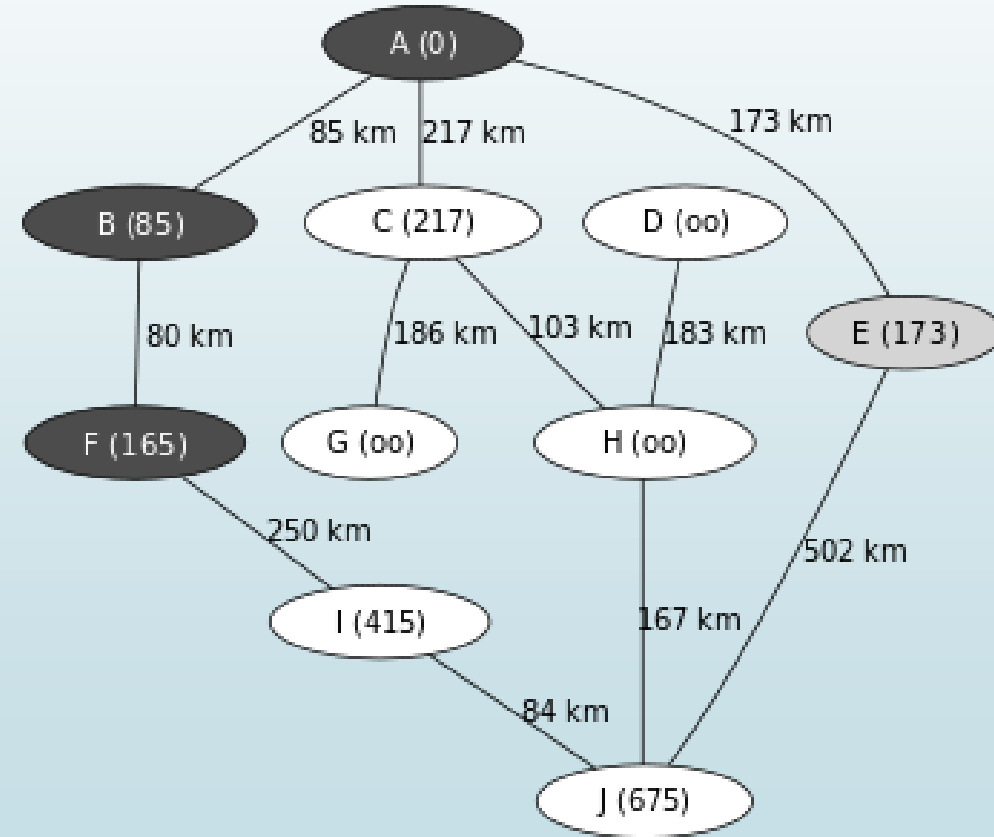 A (0)
173 km
85 km
217 km
B (85)
C (217)
D (oo)
80 km
186 km
103 km
183 km
E (173)
F (165)
G (oo)
H (oo)
250 km
502 km
I (415)
167 km
84 km
J (675)